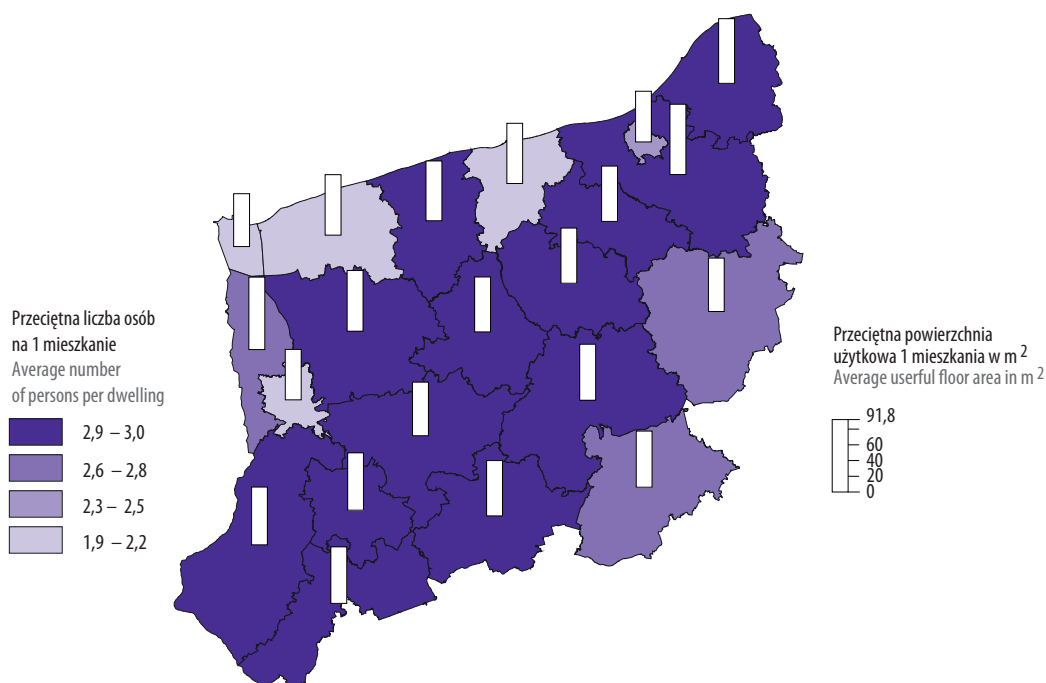 Przeciętna liczba osób
na 1 mieszkanie
Average number
of persons per dwelling
2,9 – 3,0
2,6 – 2,8
2,3 – 2,5
1,9 – 2,2
Przeciętna powierzchnia
użytkowa 1 mieszkania w m 2
Average userful floor area in m 2
91,8
60
40
20
0